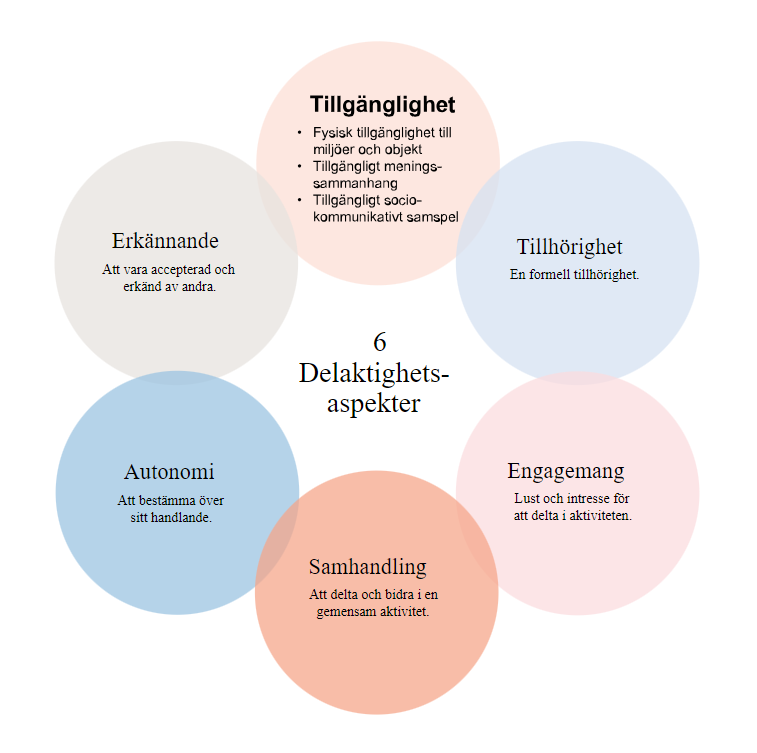 Tillgänglighet
• Fysisk tillgänglighet till
miljöer och objekt
• Tillgängligt menings-
sammanhang
• Tillgängligt socio-
kommunikativt samspel
Tillhörighet
En formell tillhörighet.
Engagemang
Lust och intresse för
att delta i aktiviteten.
Samhandling
Att delta och bidra i en
gemensam aktivitet.
Autonomi
Att bestämma över
sitt handlande.
Erkännande
Att vara accepterad och
erkänd av andra.
6
Delaktighets-
aspekter